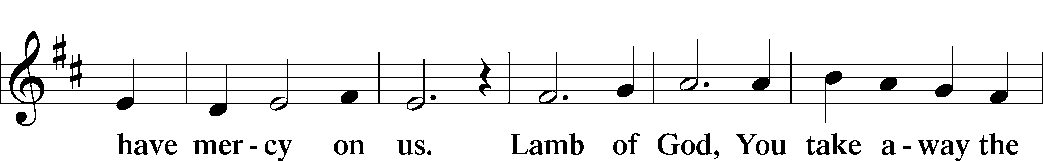 have mer - cy on us. Lamb of God, You take a - way the